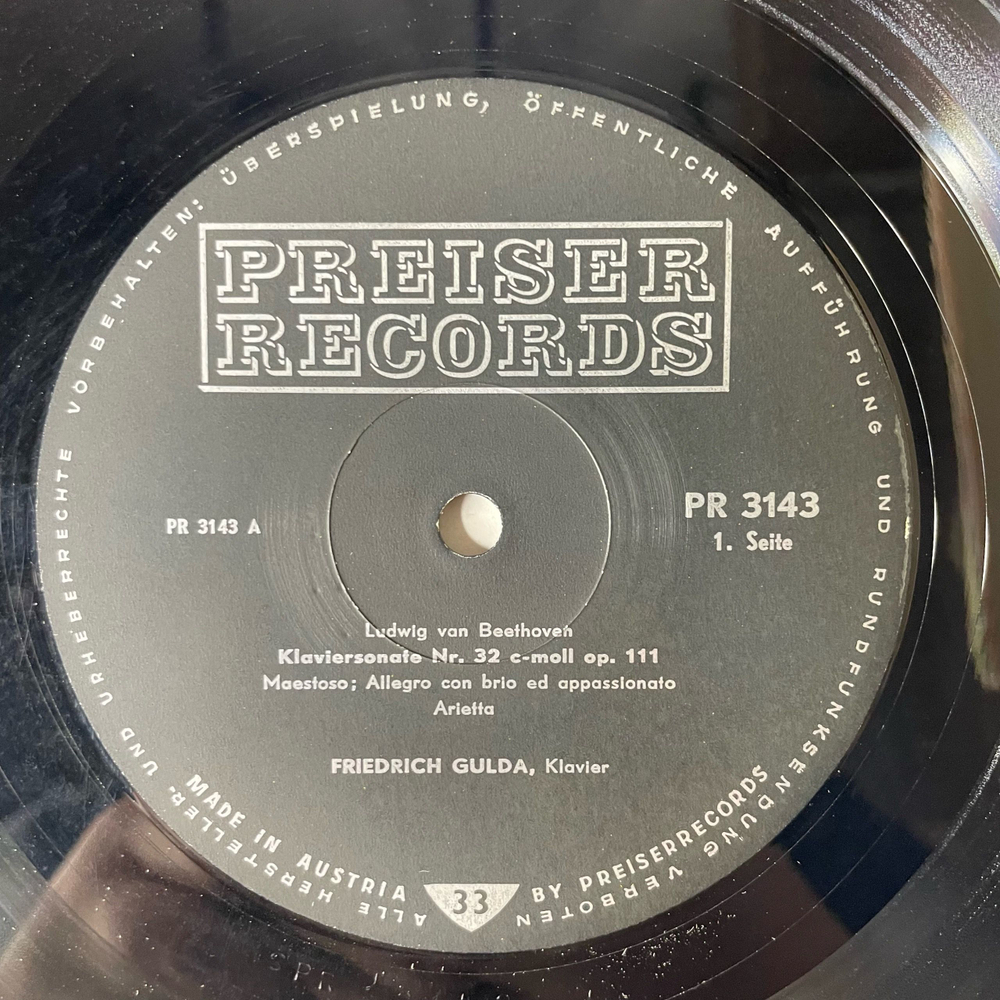 ALLE HERSTELLER- UND URHEBERRECHTE VORBEHALTEN: ÜBERSPIELUNG, ÖFFENTLICHE AUFFÜHRUNG UND RUNDFUNKSENDUNG VERBOTEN
PREISER
RECORDS
PR 3143 A
PR 3143
1. Seite
Ludwig van Beethoven
Klaviersonate Nr. 32 c-moll op. 111
Maestoso; Allegro con brio ed appassionato
Arietta
FRIEDRICH GULDA, Klavier
MADE IN AUSTRIA
33
BY PREISERRECORDS